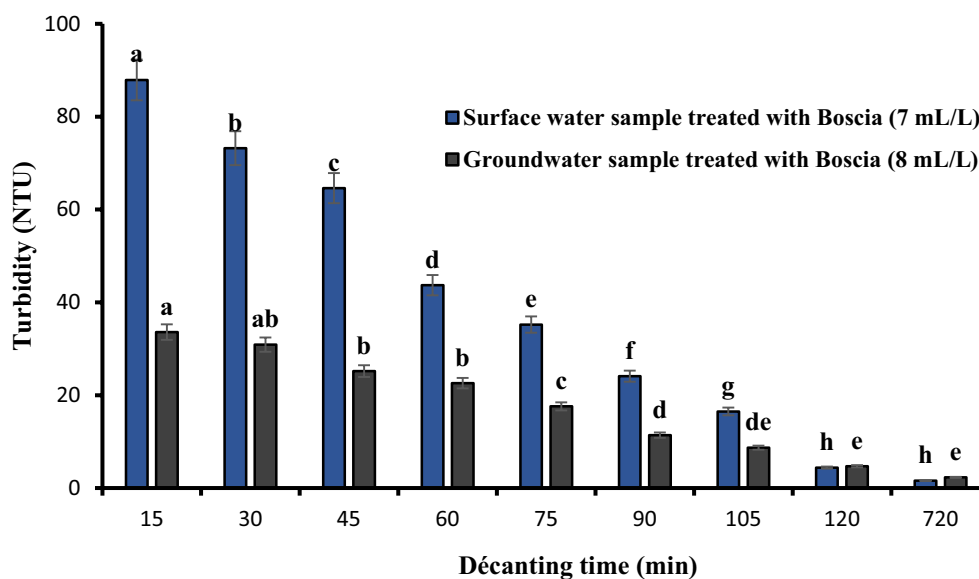 100
80
60
40
20
0
Turbidity (NTU)
a
b
c
d
e
f
g
h
h
a
ab
b
b
c
d
de
e
e
Surface water sample treated with Boscia (7 mL/L)
Groundwater sample treated with Boscia (8 mL/L)
15 30 45 60 75 90 105 120 720
Décanting time (min)